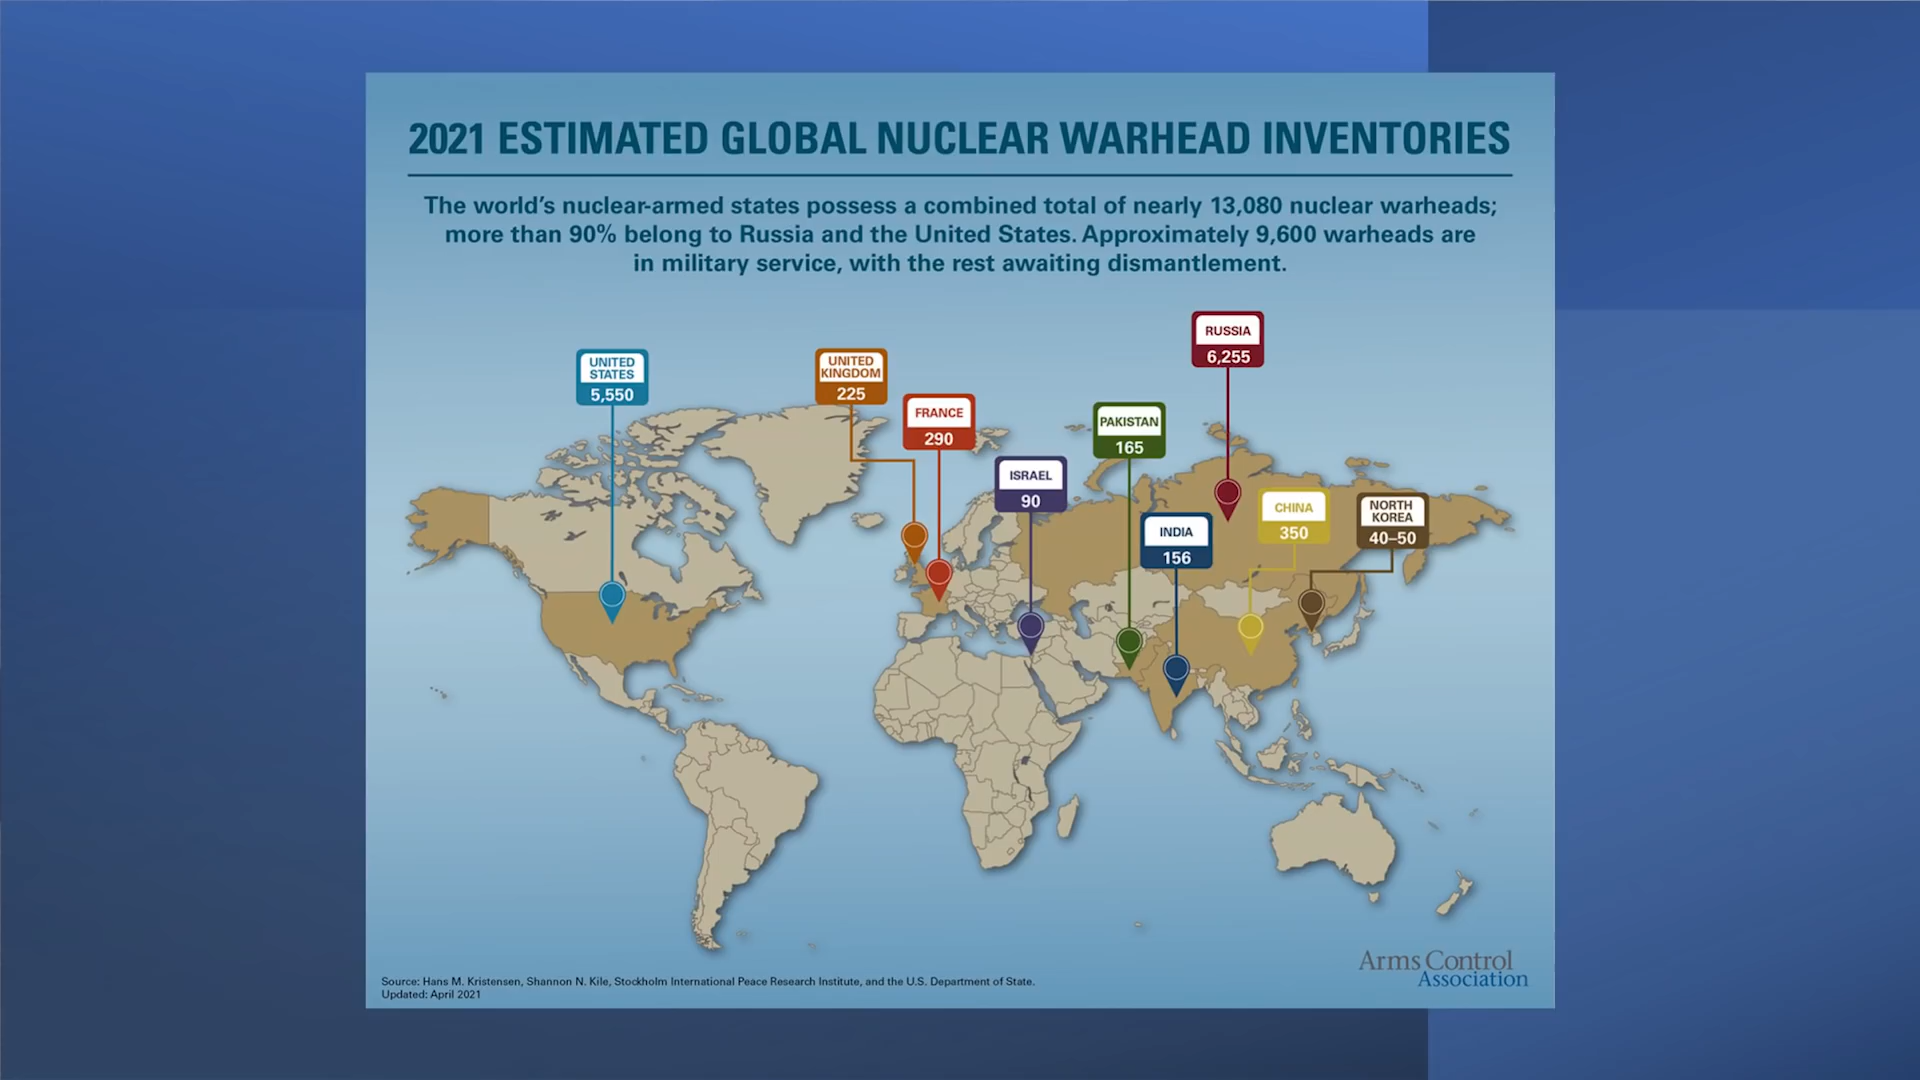 2021 ESTIMATED GLOBAL NUCLEAR WARHEAD INVENTORIES
The world's nuclear-armed states possess a combined total of nearly 13,080 nuclear warheads;
more than 90% belong to Russia and the United States. Approximately 9,600 warheads are
in military service, with the rest awaiting dismantlement.
RUSSIA
6,255
UNITED
STATES
5,550
UNITED
KINGDOM
225
FRANCE
290
PAKISTAN
165
ISRAEL
90
INDIA
156
CHINA
350
NORTH
KOREA
40–50
Arms Control
Association
Source: Hans M. Kristensen, Shannon N. Kile, Stockholm International Peace Research Institute, and the U.S. Department of State.
Updated: April 2021